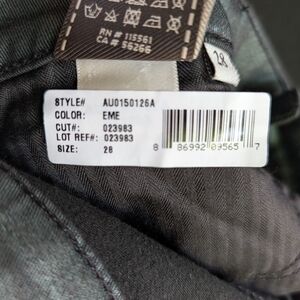 RN# 115561
CA# 56266
28
STYLE# AU0150126A
COLOR: EME
CUT#: 023983
LOT REF#: 023983
SIZE: 28
8 86992 09565 7